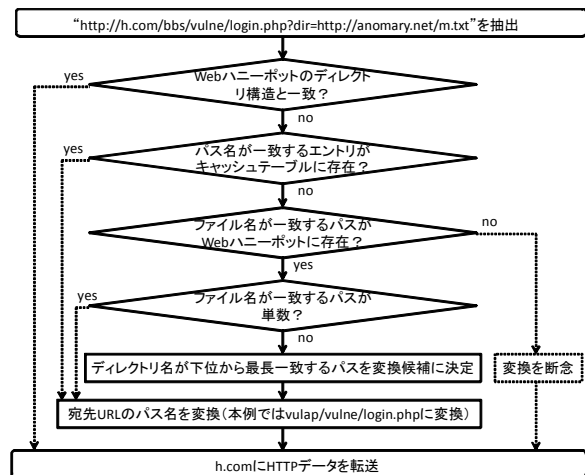 “http://h.com/bbs/vulne/login.php?dir=http://anomary.net/m.txt”を抽出
yes
Webハニーポットのディレクト
リ構造と一致？
no
yes
パス名が一致するエントリが
キャッシュテーブルに存在？
no
ファイル名が一致するパスが
Webハニーポットに存在？
no
yes
yes
ファイル名が一致するパスが
単数？
no
ディレクトリ名が下位から最長一致するパスを変換候補に決定
変換を断念
宛先URLのパス名を変換（本例ではvulap/vulne/login.phpに変換）
h.comにHTTPデータを転送